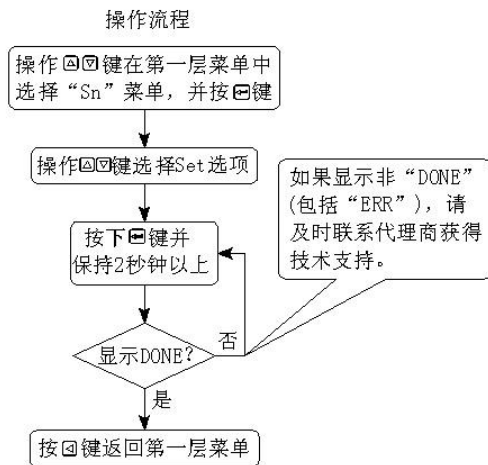 操作流程
操作△▽键在第一层菜单中
选择“Sn”菜单，并按↵键
操作△▽键选择Set选项
按下↵键并
保持2秒钟以上
如果显示非“DONE”
(包括“ERR”)，请
及时联系代理商获得
技术支持。
显示DONE?
否
是
按◁键返回第一层菜单